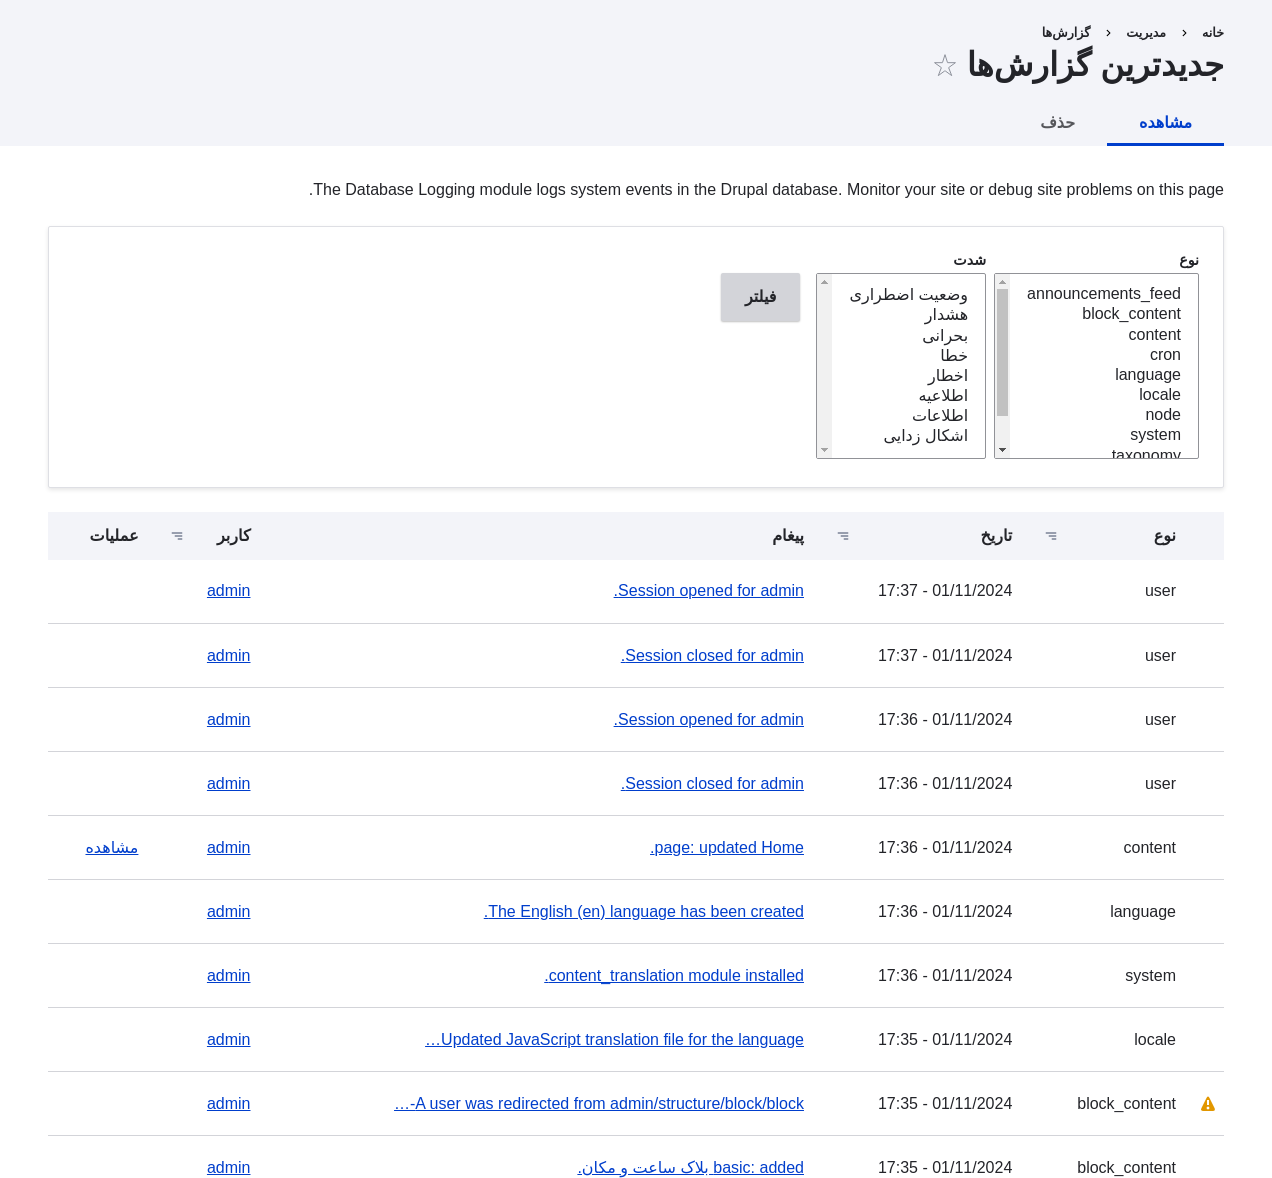 خانه › مدیریت › گزارش‌ها
جدیدترین گزارش‌ها ☆
مشاهده حذف
The Database Logging module logs system events in the Drupal database. Monitor your site or debug site problems on this page.
نوع
announcements_feed
block_content
content
cron
language
locale
node
system
taxonomy
شدت
وضعیت اضطراری
هشدار
بحرانی
خطا
اخطار
اطلاعیه
اطلاعات
اشکال زدایی
فیلتر
نوع تاریخ پیغام کاربر عملیات
user 01/11/2024 - 17:37 Session opened for admin. admin
user 01/11/2024 - 17:37 Session closed for admin. admin
user 01/11/2024 - 17:36 Session opened for admin. admin
user 01/11/2024 - 17:36 Session closed for admin. admin
content 01/11/2024 - 17:36 page: updated Home. admin مشاهده
language 01/11/2024 - 17:36 The English (en) language has been created. admin
system 01/11/2024 - 17:36 content_translation module installed. admin
locale 01/11/2024 - 17:35 Updated JavaScript translation file for the language… admin
block_content 01/11/2024 - 17:35 A user was redirected from admin/structure/block/block-… admin
block_content 01/11/2024 - 17:35 basic: added بلاک ساعت و مکان. admin